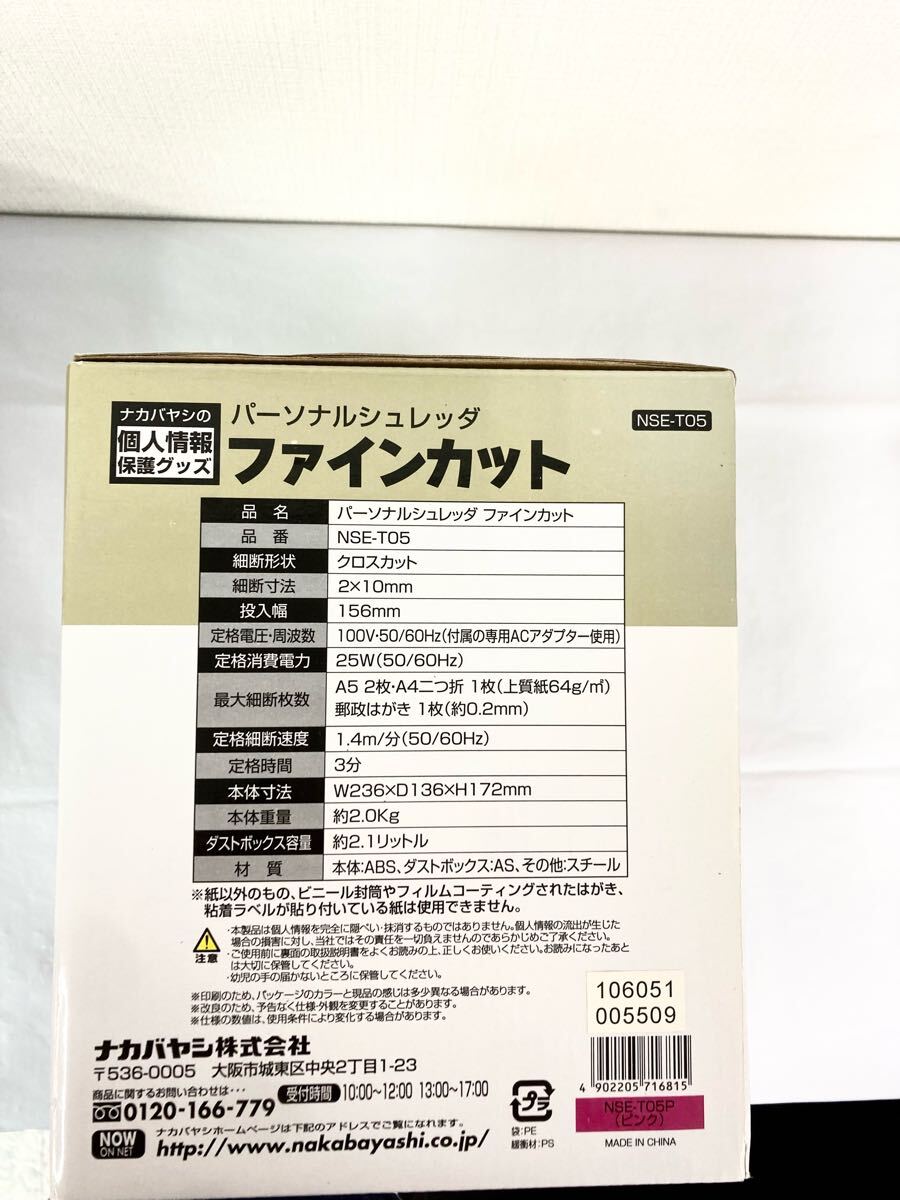 ナカバヤシの
個人情報
保護グッズ
パーソナルシュレッダ
ファインカット
NSE-T05
品名 パーソナルシュレッダ ファインカット
品番 NSE-T05
細断形状 クロスカット
細断寸法 2×10mm
投入幅 156mm
定格電圧・周波数 100V・50/60Hz(付属の専用ACアダプター使用)
定格消費電力 25W(50/60Hz)
最大細断枚数 A5 2枚・A4二つ折 1枚(上質紙64g/㎡)
郵政はがき 1枚(約0.2mm)
定格細断速度 1.4m/分(50/60Hz)
定格時間 3分
本体寸法 W236×D136×H172mm
本体重量 約2.0Kg
ダストボックス容量 約2.1リットル
材質 本体:ABS、ダストボックス:AS、その他:スチール
※紙以外のもの、ビニール封筒やフィルムコーティングされたはがき、
粘着ラベルが貼り付いている紙は使用できません。
注意
・本製品は個人情報を完全に隠ぺい・抹消するものではありません。個人情報の流出が生じた
場合の損害に対し、当社ではその責任を一切負えませんのであらかじめご了承ください。
・ご使用前に裏面の取扱説明書をよくお読みの上、正しくお使いください。お読みになったあと
は大切に保管してください。
・幼児の手の届かないところに保管してください。
※印刷のため、パッケージのカラーと現品の感じは多少異なる場合があります。
※改良のため、予告なく仕様・外観を変更することがあります。
※仕様の数値は、使用条件により変化する場合があります。
106051
005509
ナカバヤシ株式会社
〒536-0005 大阪市城東区中央2丁目1-23
商品に関するお問い合わせは・・・ 受付時間 10:00~12:00 13:00~17:00
0120-166-779
ナカバヤシホームページは下記のアドレスでご覧になれます。
NOW
ON NET
http://www.nakabayashi.co.jp/
プラ
袋:PE
緩衝材:PS
4 902205 716815
NSE-T05P
(ピンク)
MADE IN CHINA